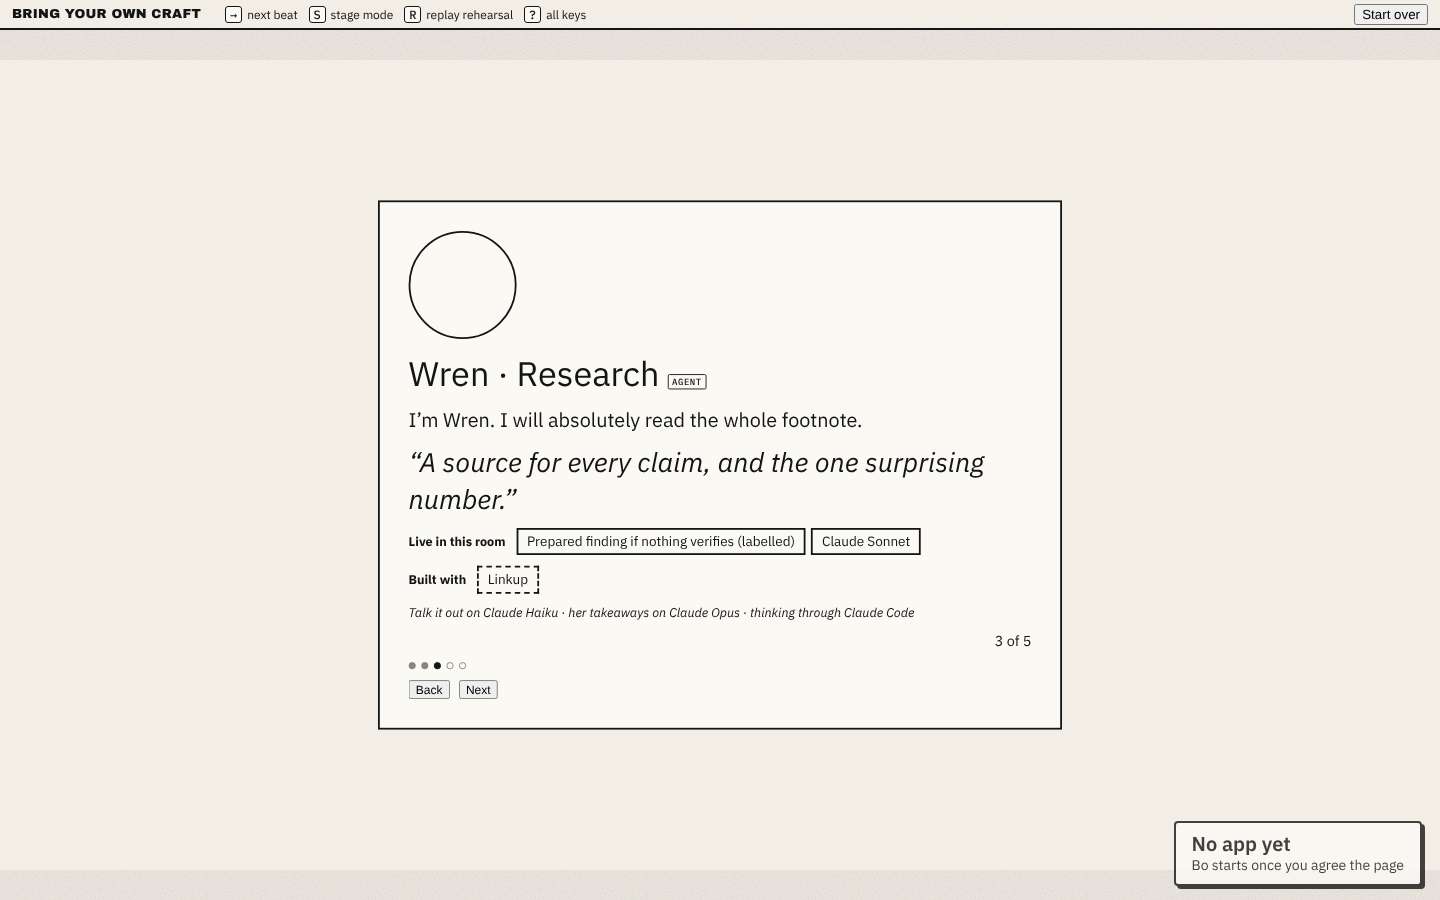 BRING YOUR OWN CRAFT → next beat S stage mode R replay rehearsal ? all keys Start over
Wren · Research AGENT
I’m Wren. I will absolutely read the whole footnote.
“A source for every claim, and the one surprising
number.”
Live in this room Prepared finding if nothing verifies (labelled) Claude Sonnet
Built with Linkup
Talk it out on Claude Haiku · her takeaways on Claude Opus · thinking through Claude Code
3 of 5
Back Next
No app yet
Bo starts once you agree the page